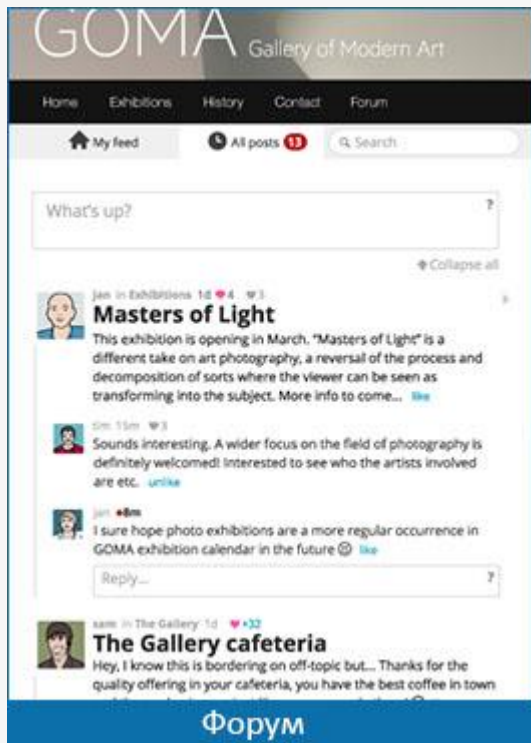 GOMA Gallery of Modern Art
Home Exhibitions History Contact Forum
My feed All posts 13 Search
What's up? ?
Collapse all
jan in Exhibitions 1d 4 3
Masters of Light
This exhibition is opening in March. "Masters of Light" is a
different take on art photography, a reversal of the process and
decomposition of sorts where the viewer can be seen as
transforming into the subject. More info to come... like
tim 15m 3
Sounds interesting. A wider focus on the field of photography is
definitely welcomed! Interested to see who the artists involved
are etc. unlike
jan 8m
I sure hope photo exhibitions are a more regular occurrence in
GOMA exhibition calendar in the future ☹ like
Reply... ?
sam in The Gallery 1d +32
The Gallery cafeteria
Hey, I know this is bordering on off-topic but... Thanks for the
quality offering in your cafeteria, you have the best coffee in town
Форум